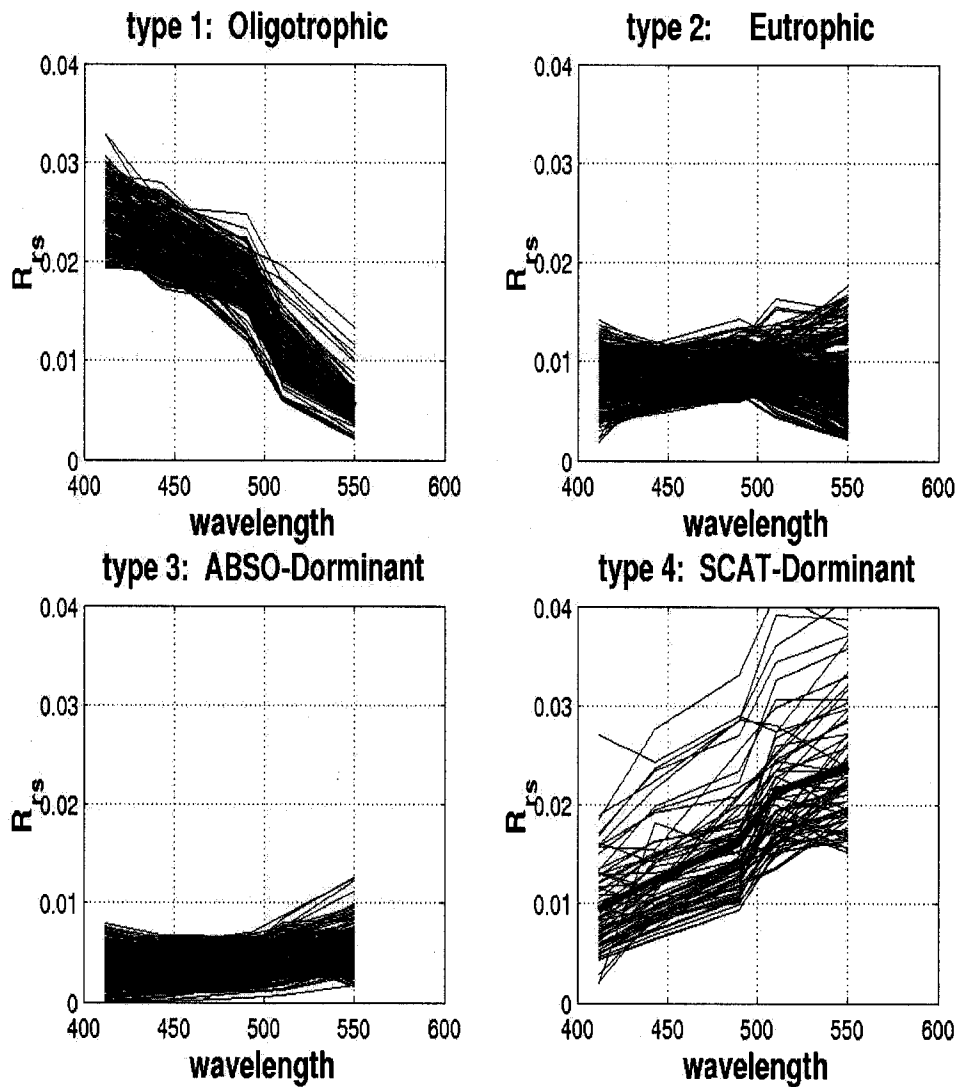 type 1: Oligotrophic
0.04
0.03
0.02
0.01
0
R_rs
400 450 500 550 600
wavelength
type 2: Eutrophic
0.04
0.03
0.02
0.01
0
R_rs
400 450 500 550 600
wavelength
type 3: ABSO-Dorminant
0.04
0.03
0.02
0.01
0
R_rs
400 450 500 550 600
wavelength
type 4: SCAT-Dorminant
0.04
0.03
0.02
0.01
0
R_rs
400 450 500 550 600
wavelength